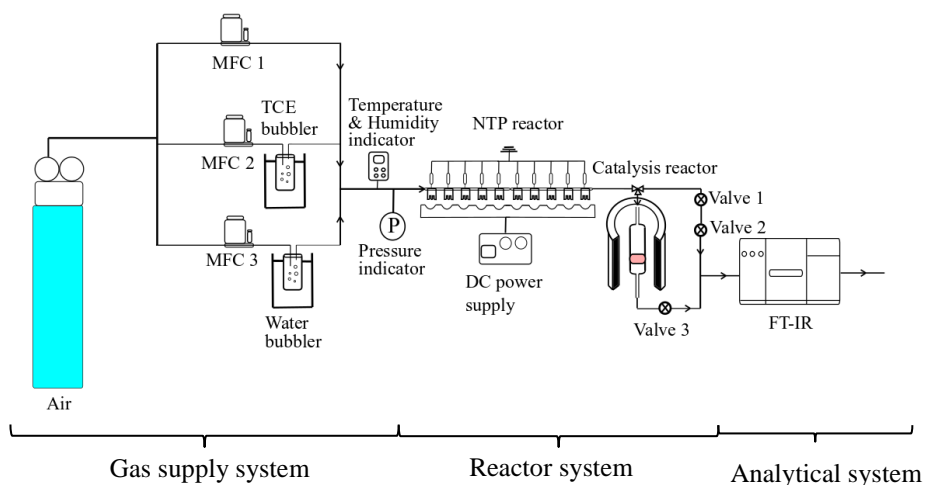 MFC 1
TCE
bubbler
MFC 2
Temperature
& Humidity
indicator
NTP reactor
Catalysis reactor
Valve 1
Valve 2
P
Pressure
indicator
MFC 3
DC power
supply
Water
bubbler
Valve 3
FT-IR
Air
Gas supply system
Reactor system
Analytical system